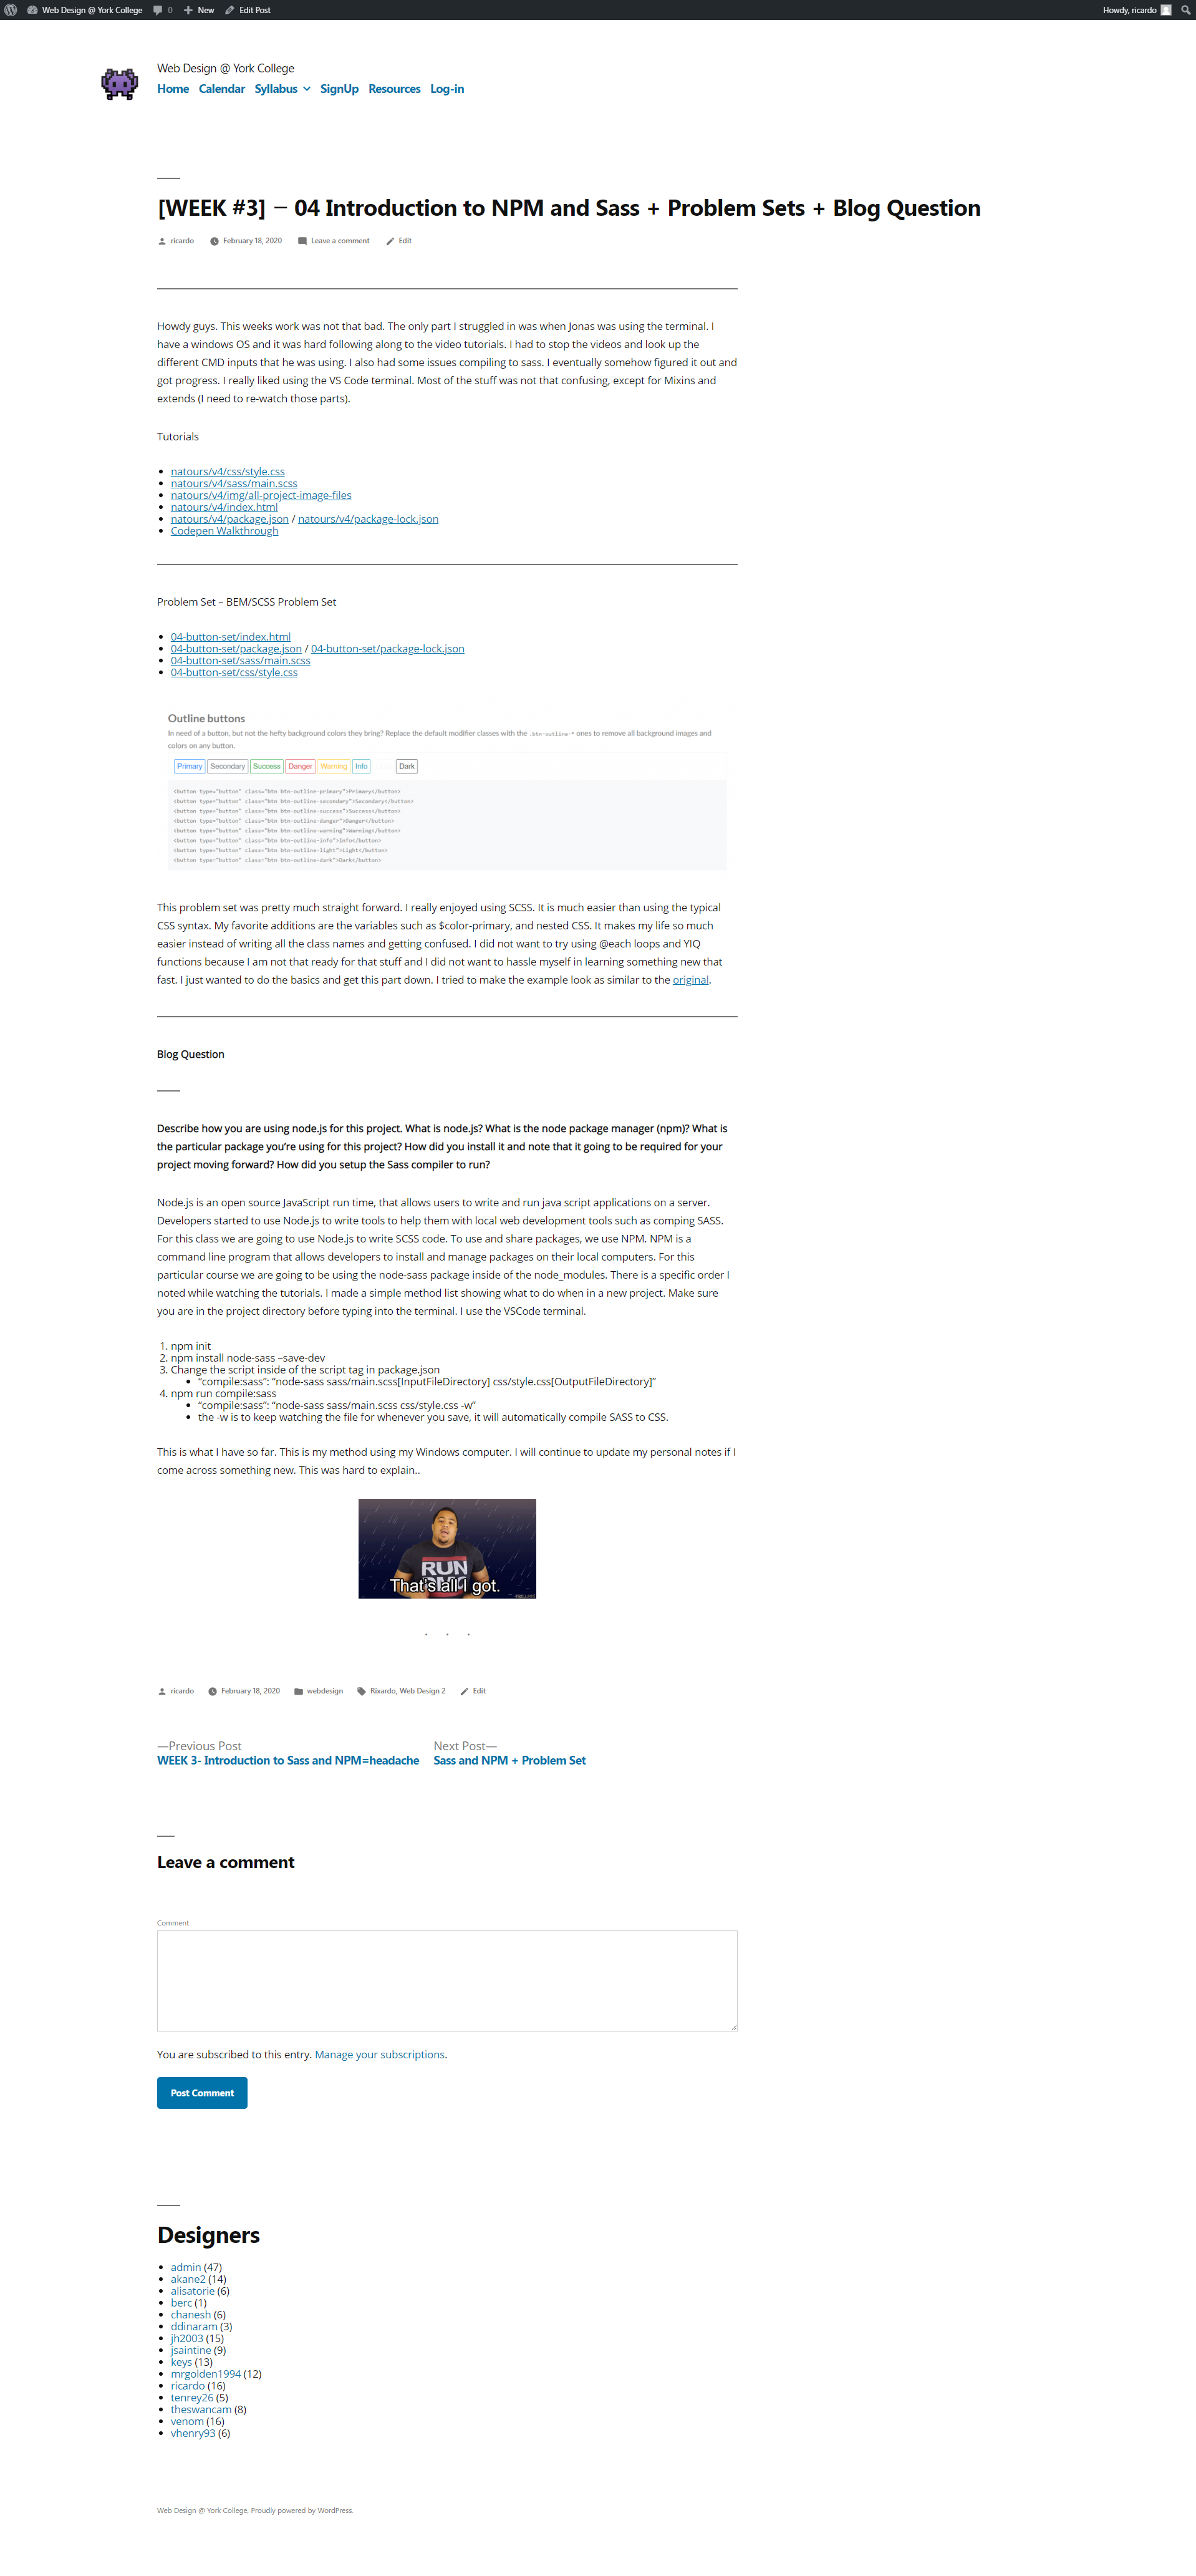 Web Design @ York College 0 New Edit Post Howdy, ricardo
Web Design @ York College
Home Calendar Syllabus SignUp Resources Log-in
[WEEK #3] – 04 Introduction to NPM and Sass + Problem Sets + Blog Question
ricardo February 18, 2020 Leave a comment Edit
Howdy guys. This weeks work was not that bad. The only part I struggled in was when Jonas was using the terminal. I
have a windows OS and it was hard following along to the video tutorials. I had to stop the videos and look up the
different CMD inputs that he was using. I also had some issues compiling to sass. I eventually somehow figured it out and
got progress. I really liked using the VS Code terminal. Most of the stuff was not that confusing, except for Mixins and
extends (I need to re-watch those parts).
Tutorials
natours/v4/css/style.css
natours/v4/sass/main.scss
natours/v4/img/all-project-image-files
natours/v4/index.html
natours/v4/package.json / natours/v4/package-lock.json
Codepen Walkthrough
Problem Set – BEM/SCSS Problem Set
04-button-set/index.html
04-button-set/package.json / 04-button-set/package-lock.json
04-button-set/sass/main.scss
04-button-set/css/style.css
Outline buttons
In need of a button, but not the hefty background colors they bring? Replace the default modifier classes with the .btn-outline-* ones to remove all background images and
colors on any button.
Primary Secondary Success Danger Warning Info Dark
<button type="button" class="btn btn-outline-primary">Primary</button>
<button type="button" class="btn btn-outline-secondary">Secondary</button>
<button type="button" class="btn btn-outline-success">Success</button>
<button type="button" class="btn btn-outline-danger">Danger</button>
<button type="button" class="btn btn-outline-warning">Warning</button>
<button type="button" class="btn btn-outline-info">Info</button>
<button type="button" class="btn btn-outline-light">Light</button>
<button type="button" class="btn btn-outline-dark">Dark</button>
This problem set was pretty much straight forward. I really enjoyed using SCSS. It is much easier than using the typical
CSS syntax. My favorite additions are the variables such as $color-primary, and nested CSS. It makes my life so much
easier instead of writing all the class names and getting confused. I did not want to try using @each loops and YIQ
functions because I am not that ready for that stuff and I did not want to hassle myself in learning something new that
fast. I just wanted to do the basics and get this part down. I tried to make the example look as similar to the original.
Blog Question
Describe how you are using node.js for this project. What is node.js? What is the node package manager (npm)? What is
the particular package you're using for this project? How did you install it and note that it going to be required for your
project moving forward? How did you setup the Sass compiler to run?
Node.js is an open source JavaScript run time, that allows users to write and run java script applications on a server.
Developers started to use Node.js to write tools to help them with local web development tools such as comping SASS.
For this class we are going to use Node.js to write SCSS code. To use and share packages, we use NPM. NPM is a
command line program that allows developers to install and manage packages on their local computers. For this
particular course we are going to be using the node-sass package inside of the node_modules. There is a specific order I
noted while watching the tutorials. I made a simple method list showing what to do when in a new project. Make sure
you are in the project directory before typing into the terminal. I use the VSCode terminal.
1. npm init
2. npm install node-sass –save-dev
3. Change the script inside of the script tag in package.json
“compile:sass”: “node-sass sass/main.scss[InputFileDirectory] css/style.css[OutputFileDirectory]”
4. npm run compile:sass
“compile:sass”: “node-sass sass/main.scss css/style.css -w”
the -w is to keep watching the file for whenever you save, it will automatically compile SASS to CSS.
This is what I have so far. This is my method using my Windows computer. I will continue to update my personal notes if I
come across something new. This was hard to explain..
RUN
That's all I got.
ricardo February 18, 2020 webdesign Rixardo, Web Design 2 Edit
—Previous Post Next Post—
WEEK 3- Introduction to Sass and NPM=headache Sass and NPM + Problem Set
Leave a comment
Comment
You are subscribed to this entry. Manage your subscriptions.
Post Comment
Designers
admin (47)
akane2 (14)
alisatorie (6)
berc (1)
chanesh (6)
ddinaram (3)
jh2003 (15)
jsaintine (9)
keys (13)
mrgolden1994 (12)
ricardo (16)
tenrey26 (5)
theswancam (8)
venom (16)
vhenry93 (6)
Web Design @ York College, Proudly powered by WordPress.